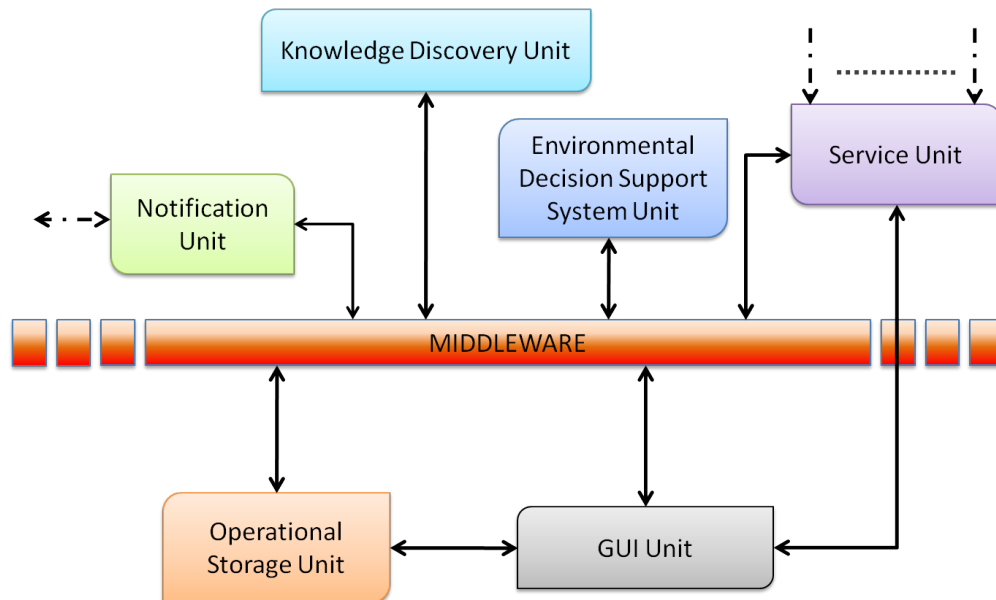 Knowledge Discovery Unit
Environmental
Decision Support
System Unit
Service Unit
Notification
Unit
MIDDLEWARE
Operational
Storage Unit
GUI Unit